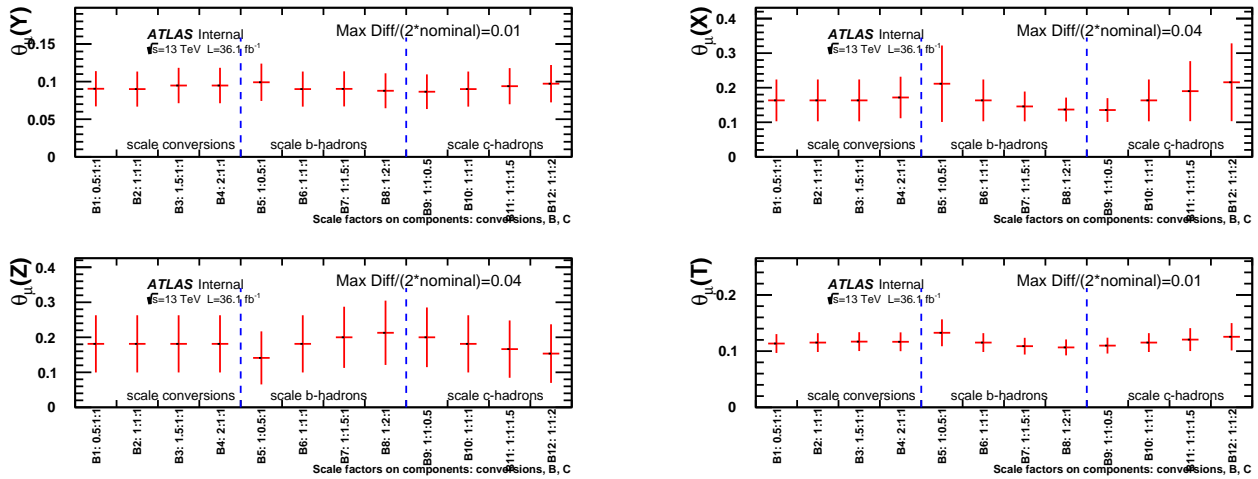 θμ(Y)
0.15
0.1
0.05
0
ATLAS Internal
√s=13 TeV L=36.1 fb-1
Max Diff/(2*nominal)=0.01
scale conversions
scale b-hadrons
scale c-hadrons
B1: 0.5:1:1
B2: 1:1:1
B3: 1.5:1:1
B4: 2:1:1
B5: 1:0.5:1
B6: 1:1:1
B7: 1:1.5:1
B8: 1:2:1
B9: 1:1:0.5
B10: 1:1:1
B11: 1:1:1.5
B12: 1:1:2
Scale factors on components: conversions, B, C
θμ(X)
0.4
0.3
0.2
0.1
0
ATLAS Internal
√s=13 TeV L=36.1 fb-1
Max Diff/(2*nominal)=0.04
scale conversions
scale b-hadrons
scale c-hadrons
B1: 0.5:1:1
B2: 1:1:1
B3: 1.5:1:1
B4: 2:1:1
B5: 1:0.5:1
B6: 1:1:1
B7: 1:1.5:1
B8: 1:2:1
B9: 1:1:0.5
B10: 1:1:1
B11: 1:1:1.5
B12: 1:1:2
Scale factors on components: conversions, B, C
θμ(Z)
0.4
0.3
0.2
0.1
0
ATLAS Internal
√s=13 TeV L=36.1 fb-1
Max Diff/(2*nominal)=0.04
scale conversions
scale b-hadrons
scale c-hadrons
B1: 0.5:1:1
B2: 1:1:1
B3: 1.5:1:1
B4: 2:1:1
B5: 1:0.5:1
B6: 1:1:1
B7: 1:1.5:1
B8: 1:2:1
B9: 1:1:0.5
B10: 1:1:1
B11: 1:1:1.5
B12: 1:1:2
Scale factors on components: conversions, B, C
θμ(T)
0.2
0.1
0
ATLAS Internal
√s=13 TeV L=36.1 fb-1
Max Diff/(2*nominal)=0.01
scale conversions
scale b-hadrons
scale c-hadrons
B1: 0.5:1:1
B2: 1:1:1
B3: 1.5:1:1
B4: 2:1:1
B5: 1:0.5:1
B6: 1:1:1
B7: 1:1.5:1
B8: 1:2:1
B9: 1:1:0.5
B10: 1:1:1
B11: 1:1:1.5
B12: 1:1:2
Scale factors on components: conversions, B, C